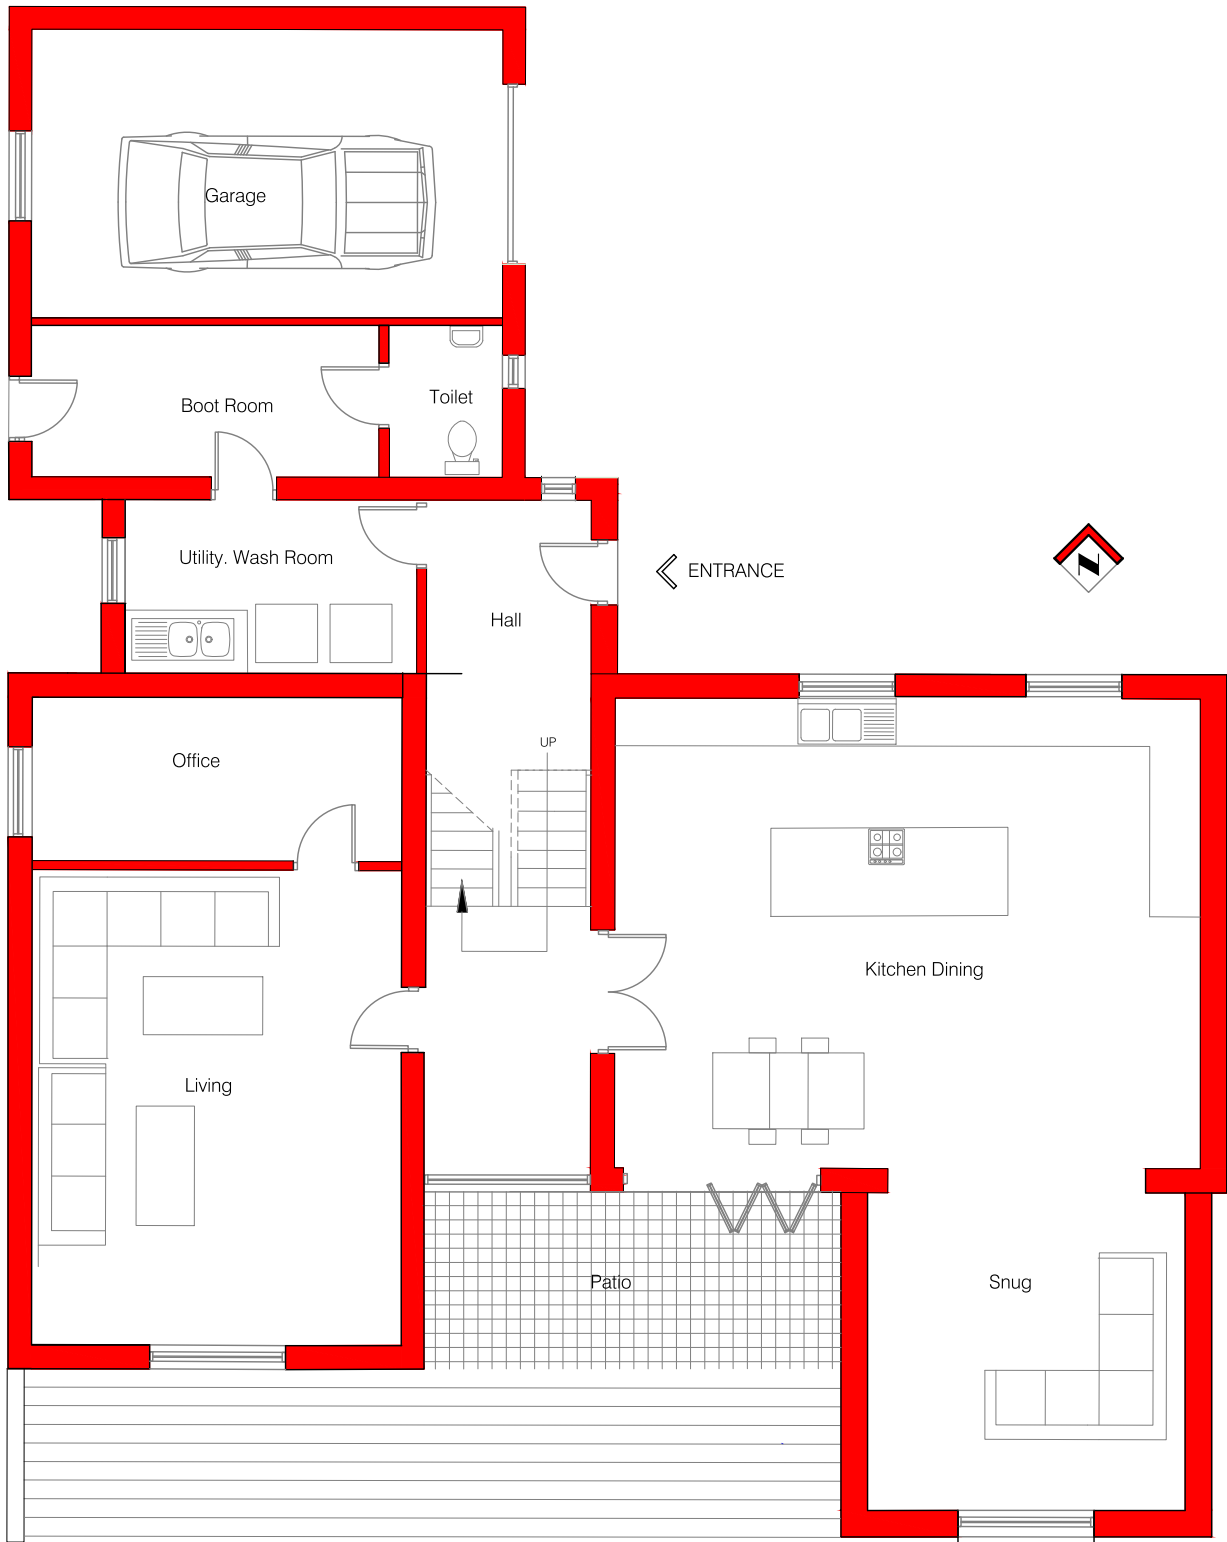 Garage
Toilet
Boot Room
Utility. Wash Room
ENTRANCE
N
Hall
UP
Office
Kitchen Dining
Living
Patio
Snug